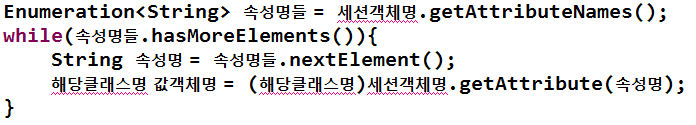 Enumeration<String> 속성명들 = 세션객체명.getAttributeNames();
while(속성명들.hasMoreElements()){
    String 속성명 = 속성명들.nextElement();
    해당클래스명 값객체명 = (해당클래스명)세션객체명.getAttribute(속성명);
}